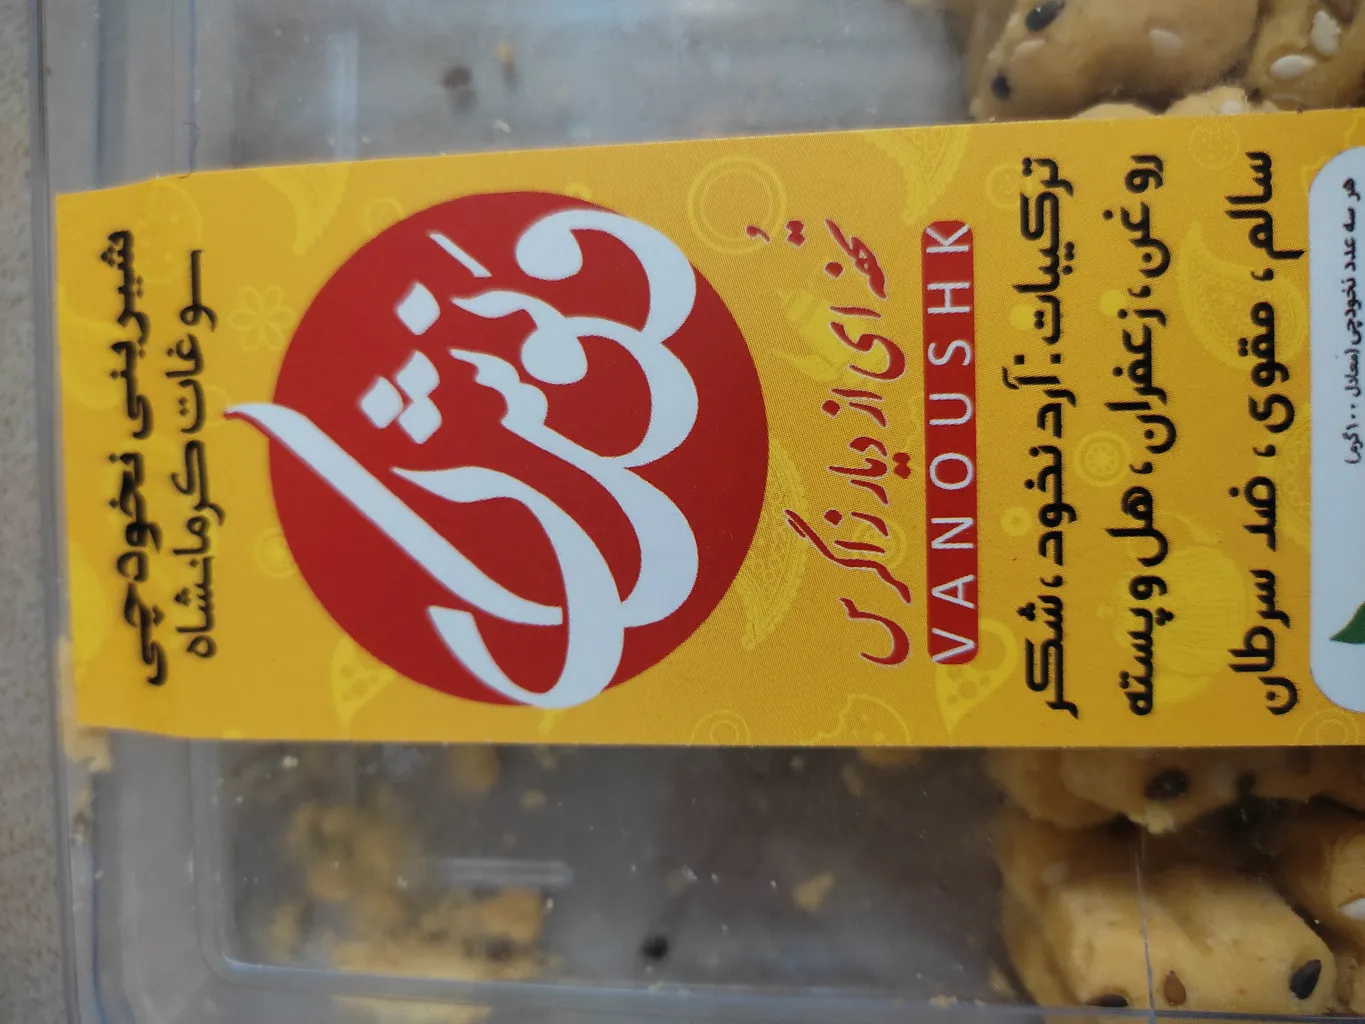 شیرینی نخودچی
سوغات کرمانشاه
وانوشک
تحفه ای از دیار زاگرس
VANOUSHK
ترکیبات: آرد نخود، شکر
روغن، زعفران، هل و پسته
سالم، مقوی، ضد سرطان
هر سه عدد نخودچی (معادل ۱۰۰ گرم)